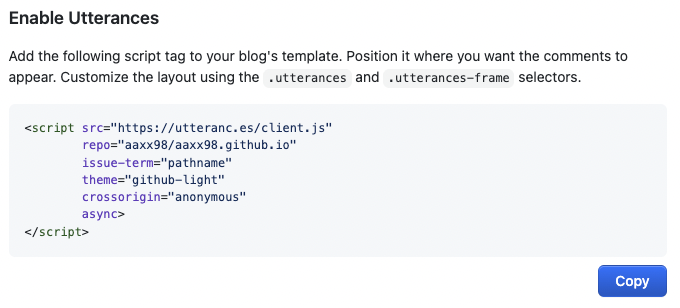 Enable Utterances
Add the following script tag to your blog's template. Position it where you want the comments to
appear. Customize the layout using the .utterances and .utterances-frame selectors.
<script src="https://utteranc.es/client.js"
        repo="aaxx98/aaxx98.github.io"
        issue-term="pathname"
        theme="github-light"
        crossorigin="anonymous"
        async>
</script>
Copy